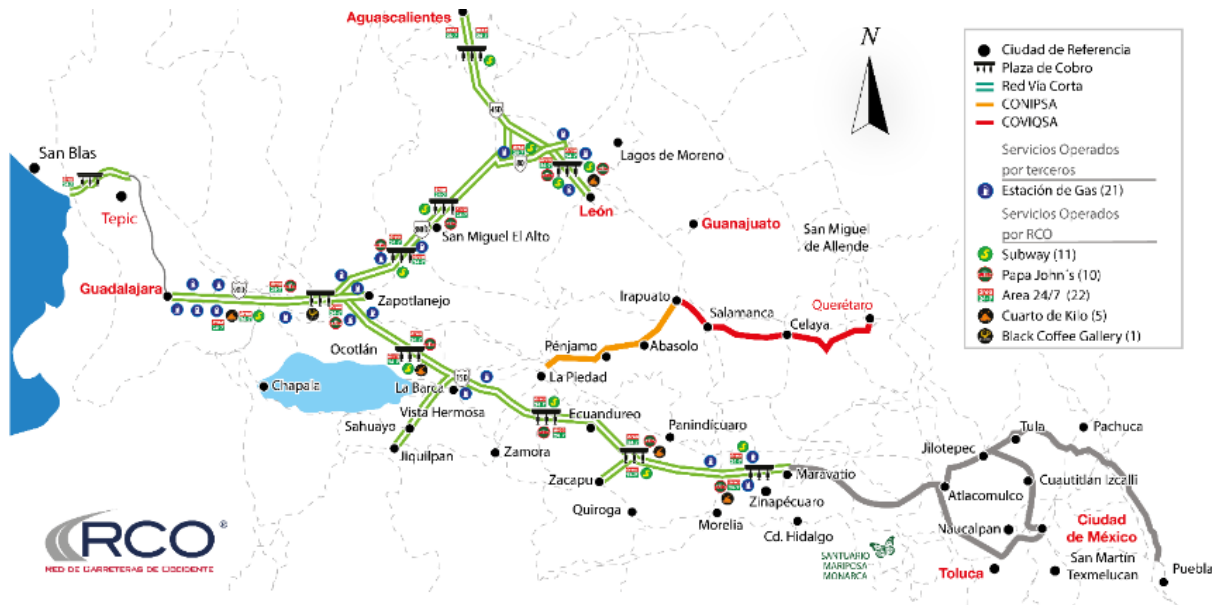 Aguascalientes
N
Ciudad de Referencia
Plaza de Cobro
Red Vía Corta
CONIPSA
COVIQSA
Servicios Operados
por terceros
Estación de Gas (21)
Servicios Operados
por RCO
Subway (11)
Papa John´s (10)
Area 24/7 (22)
Cuarto de Kilo (5)
Black Coffee Gallery (1)
San Blas
Tepic
Lagos de Moreno
León
San Miguel El Alto
Guanajuato
San Miguel
de Allende
Guadalajara
Zapotlanejo
Irapuato
Salamanca
Querétaro
Celaya
Ocotlán
Pénjamo
Abasolo
La Piedad
Chapala
La Barca
15D
Vista Hermosa
Ecuandureo
Sahuayo
Panindícuaro
Jiquilpan
Zamora
Tula
Pachuca
Jilotepec
Zacapu
Maravatio
Cuautitlán Izcalli
Atlacomulco
Zinapécuaro
Quiroga
Morelia
Cd. Hidalgo
Naucalpan
Ciudad
de México
SANTUARIO
MARIPOSA
MONARCA
Toluca
San Martín
Texmelucan
Puebla
RCO®
RED DE CARRETERAS DE OCCIDENTE